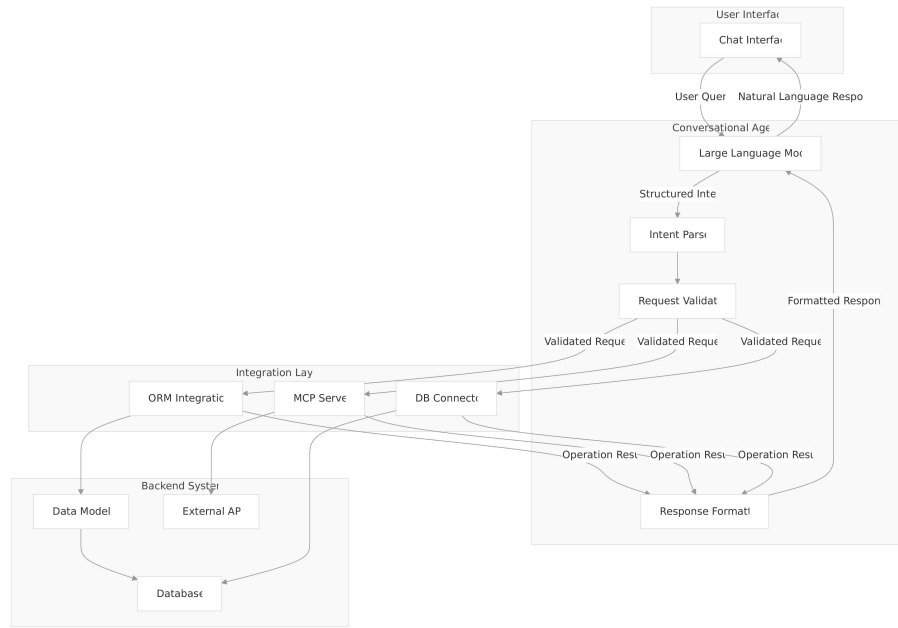 User Interfac
Chat Interfac
User Quer
Natural Language Respo
Conversational Age
Large Language Moc
Structured Inte
Intent Parse
Request Validat
Formatted Respon
Validated Reque
Validated Reque
Validated Reque
Integration Lay
ORM Integratic
MCP Serve
DB Connectc
Operation Resu
Operation Resu
Operation Resu
Backend Syster
Data Model
External AP
Response Formatt
Database